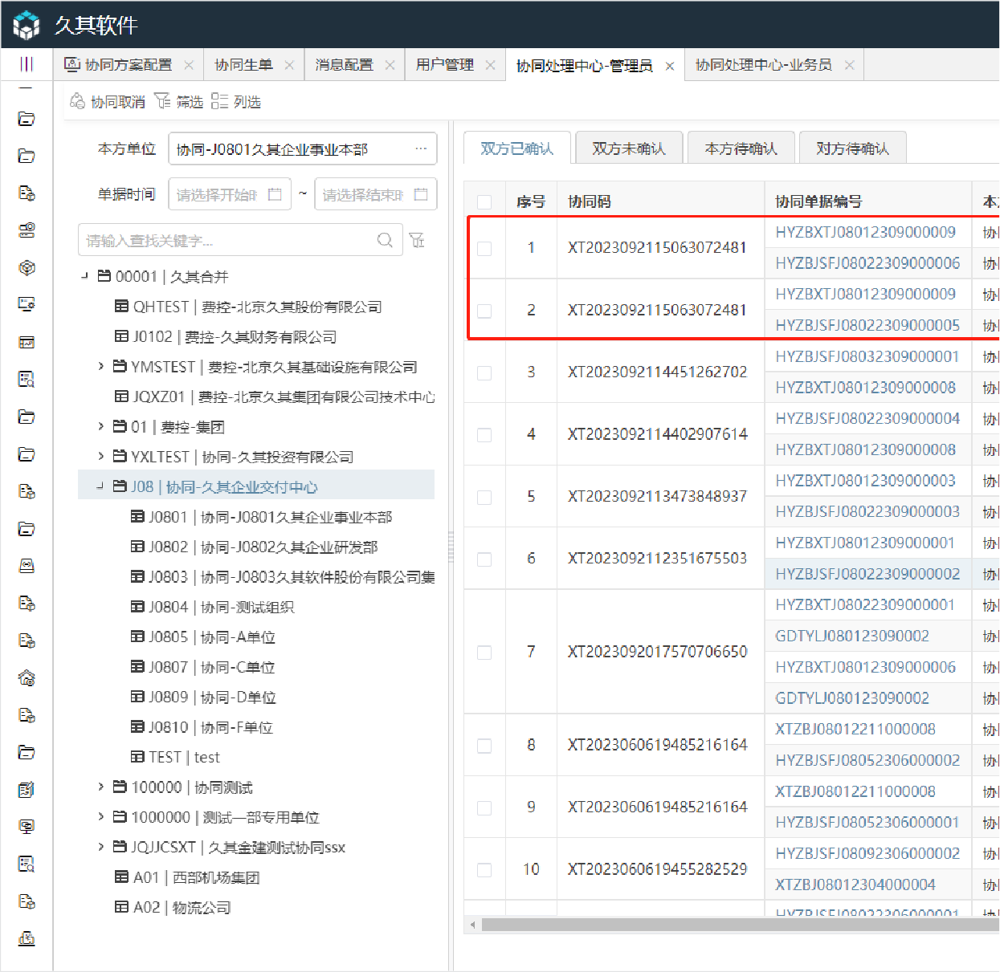 久其软件
协同方案配置 协同生单 消息配置 用户管理 协同处理中心-管理员 协同处理中心-业务员
协同取消 筛选 列选
本方单位 协同-J0801久其企业事业本部 ...
单据时间 请选择开始时 ~ 请选择结束时
请输入查找关键字...
00001 | 久其合并
QHTEST | 费控-北京久其股份有限公司
J0102 | 费控-久其财务有限公司
YMSTEST | 费控-北京久其基础设施有限公司
JQXZ01 | 费控-北京久其集团有限公司技术中心
01 | 费控-集团
YXLTEST | 协同-久其投资有限公司
J08 | 协同-久其企业交付中心
J0801 | 协同-J0801久其企业事业本部
J0802 | 协同-J0802久其企业研发部
J0803 | 协同-J0803久其软件股份有限公司集
J0804 | 协同-测试组织
J0805 | 协同-A单位
J0807 | 协同-C单位
J0809 | 协同-D单位
J0810 | 协同-F单位
TEST | test
100000 | 协同测试
1000000 | 测试一部专用单位
JQJJCSXT | 久其金建测试协同ssx
A01 | 西部机场集团
A02 | 物流公司
双方已确认 双方未确认 本方待确认 对方待确认
序号 协同码 协同单据编号 本
1 XT2023092115063072481 HYZBXTJ08012309000009 协
HYZBJSFJ08022309000006 协
2 XT2023092115063072481 HYZBXTJ08012309000009 协
HYZBJSFJ08022309000005 协
3 XT2023092114451262702 HYZBJSFJ08032309000001 协
HYZBXTJ08012309000008 协
4 XT2023092114402907614 HYZBJSFJ08022309000004 协
HYZBXTJ08012309000008 协
5 XT2023092113473848937 HYZBXTJ08012309000003 协
HYZBJSFJ08022309000003 协
6 XT2023092112351675503 HYZBXTJ08012309000001 协
HYZBJSFJ08022309000002 协
7 XT2023092017570706650 HYZBXTJ08022309000001 协
GDTYLJ080123090002 协
HYZBXTJ08012309000006 协
GDTYLJ080123090002 协
8 XT2023060619485216164 XTZBJ08012211000008 协
HYZBJSFJ08052306000002 协
9 XT2023060619485216164 XTZBJ08012211000008 协
HYZBJSFJ08052306000001 协
10 XT2023060619455282529 HYZBJSFJ08092306000002 协
XTZBJ08012304000004 协
HYZBJSFJ08022306000001 协